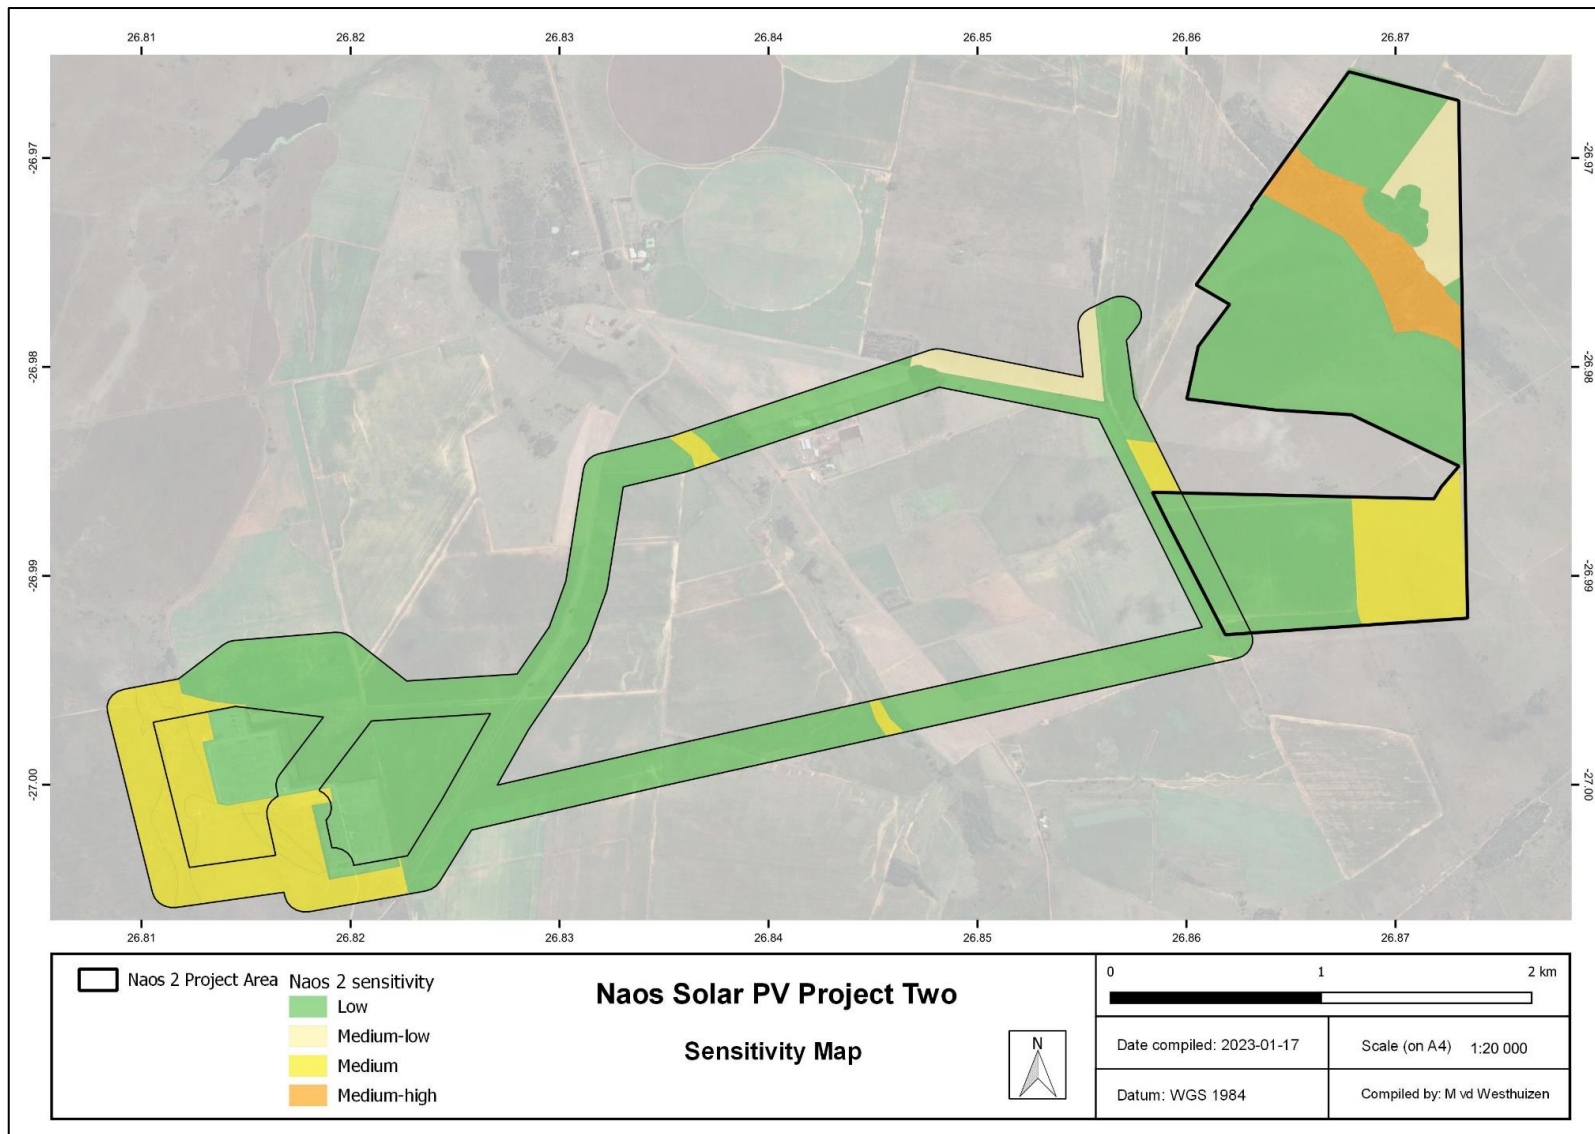 26.81 26.82 26.83 26.84 26.85 26.86 26.87
-26.97 -26.97
-26.98 -26.98
-26.99 -26.99
-27.00 -27.00
26.81 26.82 26.83 26.84 26.85 26.86 26.87
Naos 2 Project Area
Naos 2 sensitivity
Low
Medium-low
Medium
Medium-high
Naos Solar PV Project Two
Sensitivity Map
N
0 1 2 km
Date compiled: 2023-01-17
Scale (on A4) 1:20 000
Datum: WGS 1984
Compiled by: M vd Westhuizen